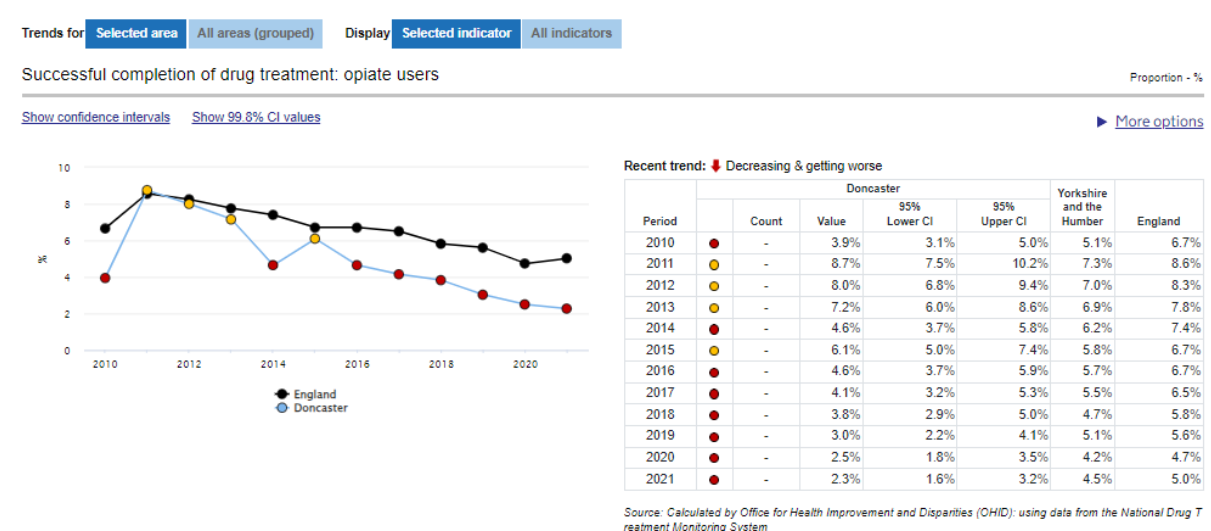 Trends for Selected area All areas (grouped) Display Selected indicator All indicators
Successful completion of drug treatment: opiate users Proportion - %
Show confidence intervals Show 99.8% CI values
► More options
10
8
6
4
2
0
%
2010 2012 2014 2016 2018 2020
England
Doncaster
Recent trend: Decreasing & getting worse
Doncaster
Period Count Value 95% Lower CI 95% Upper CI Yorkshire and the Humber England
2010 - 3.9% 3.1% 5.0% 5.1% 6.7%
2011 - 8.7% 7.5% 10.2% 7.3% 8.6%
2012 - 8.0% 6.8% 9.4% 7.0% 8.3%
2013 - 7.2% 6.0% 8.6% 6.9% 7.8%
2014 - 4.6% 3.7% 5.8% 6.2% 7.4%
2015 - 6.1% 5.0% 7.4% 5.8% 6.7%
2016 - 4.6% 3.7% 5.9% 5.7% 6.7%
2017 - 4.1% 3.2% 5.3% 5.5% 6.5%
2018 - 3.8% 2.9% 5.0% 4.7% 5.8%
2019 - 3.0% 2.2% 4.1% 5.1% 5.6%
2020 - 2.5% 1.8% 3.5% 4.2% 4.7%
2021 - 2.3% 1.6% 3.2% 4.5% 5.0%
Source: Calculated by Office for Health Improvement and Disparities (OHID): using data from the National Drug T
reatment Monitoring System